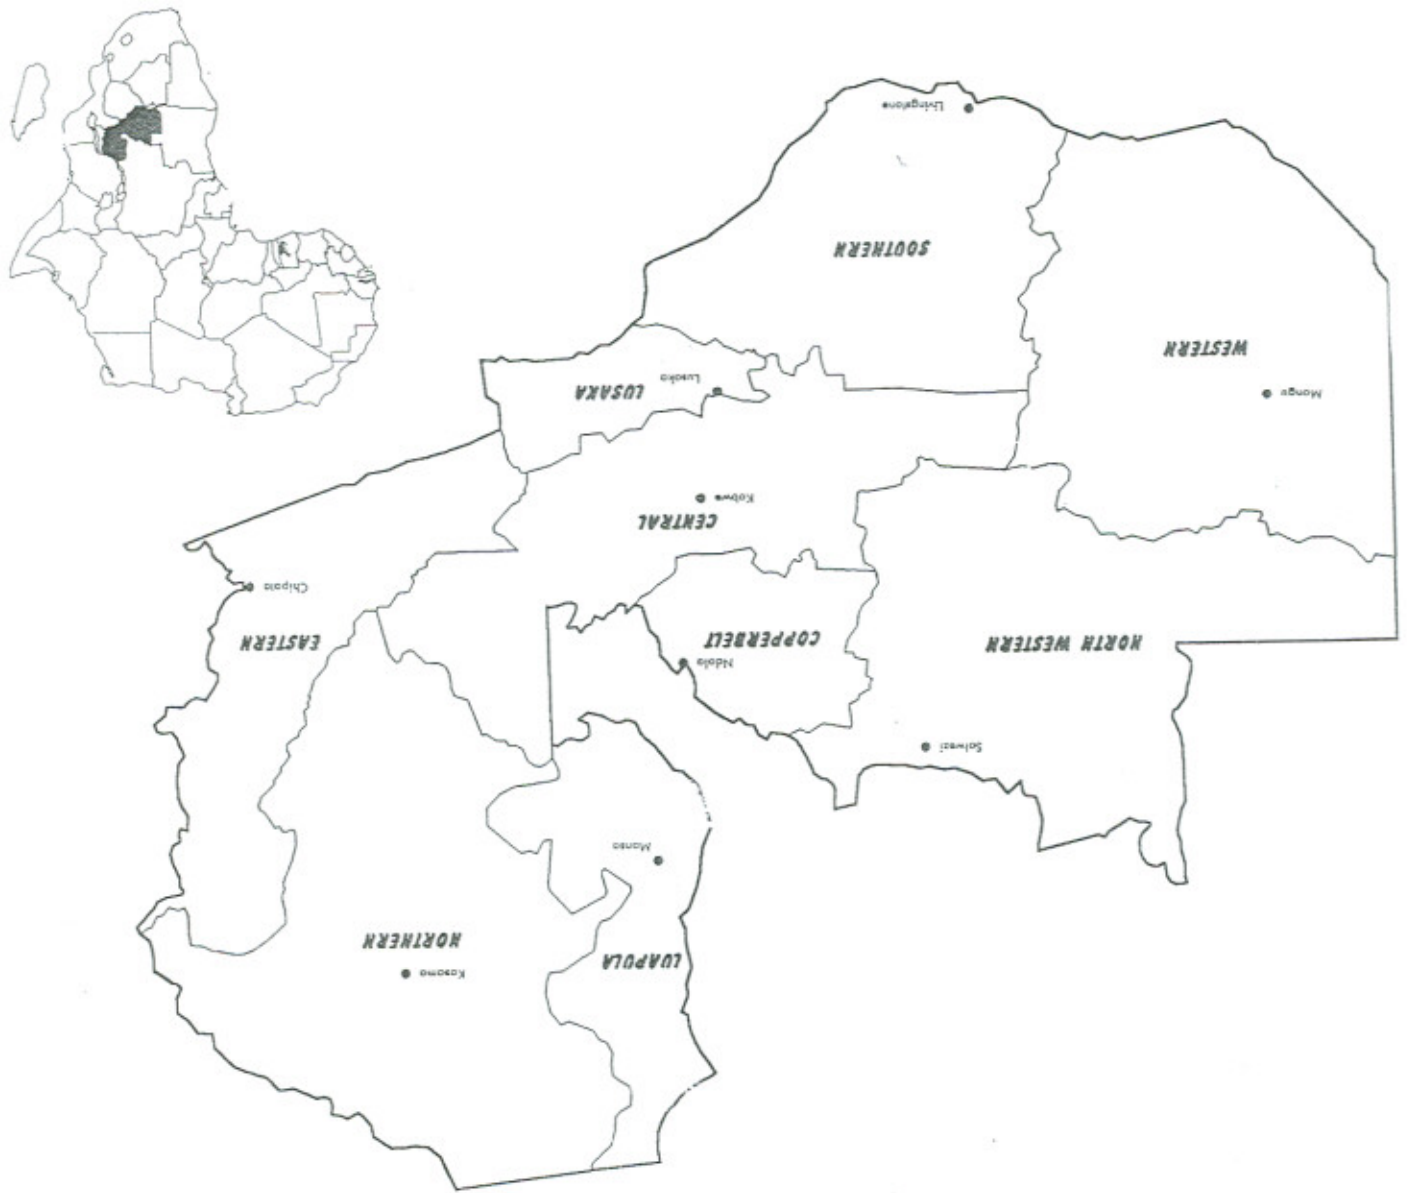 Kasama
LUAPULA
NORTHERN
Mansa
Solwezi
Ndola
NORTH WESTERN
COPPERBELT
EASTERN
Chipata
CENTRAL
Kabwe
Mongu
LUSAKA
Lusaka
WESTERN
SOUTHERN
Livingstone